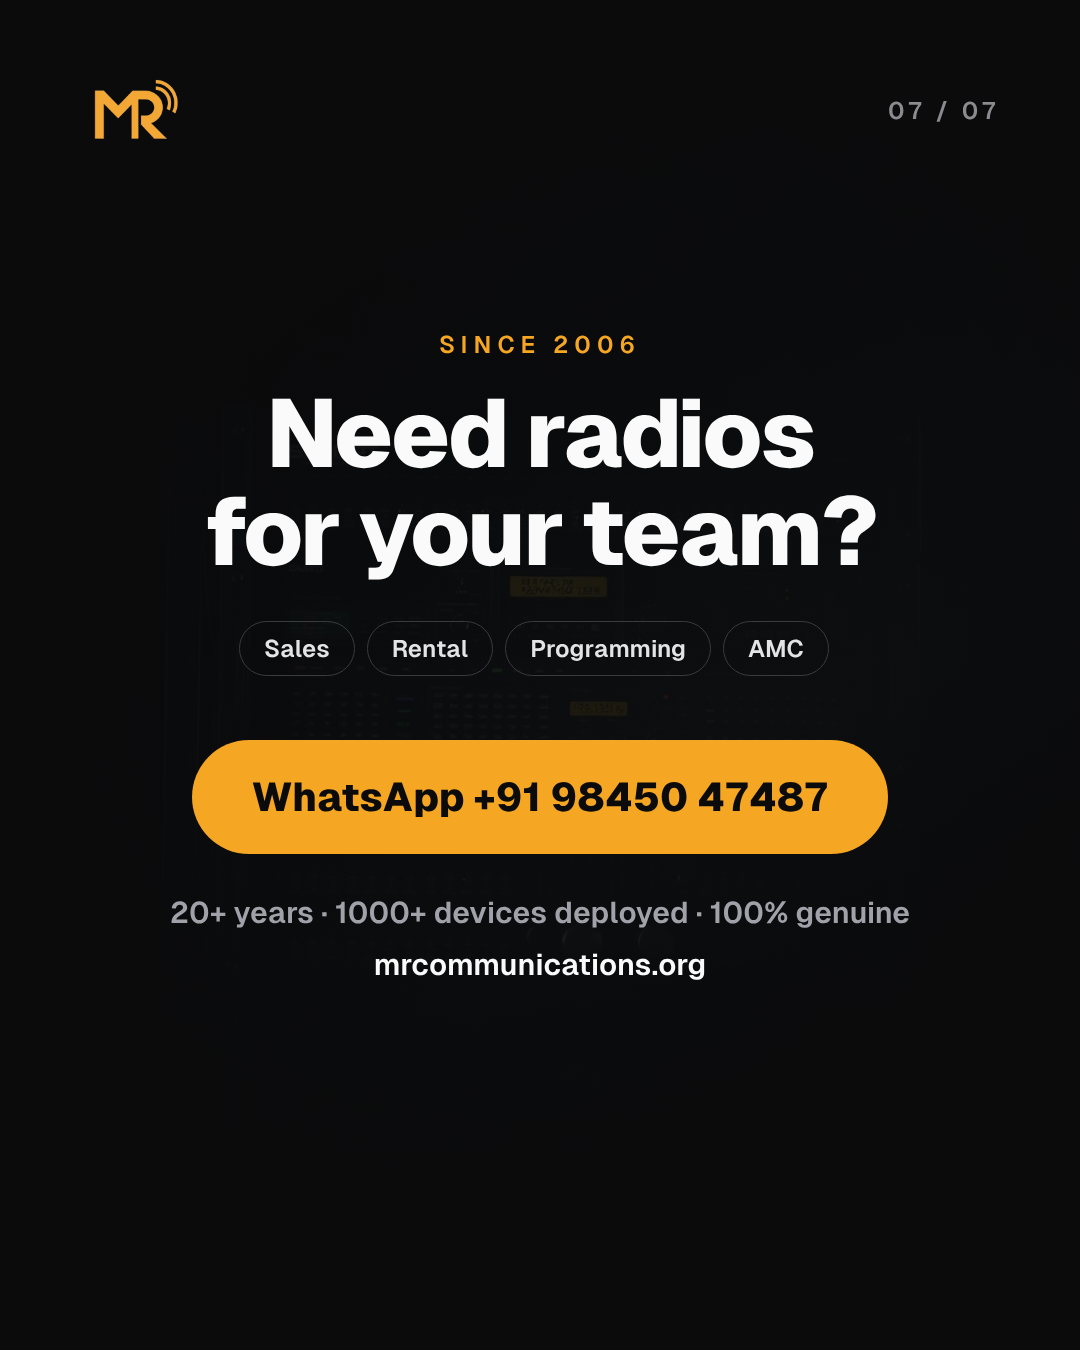 MR
07 / 07
SINCE 2006
Need radios
for your team?
Sales
Rental
Programming
AMC
WhatsApp +91 98450 47487
20+ years · 1000+ devices deployed · 100% genuine
mrcommunications.org